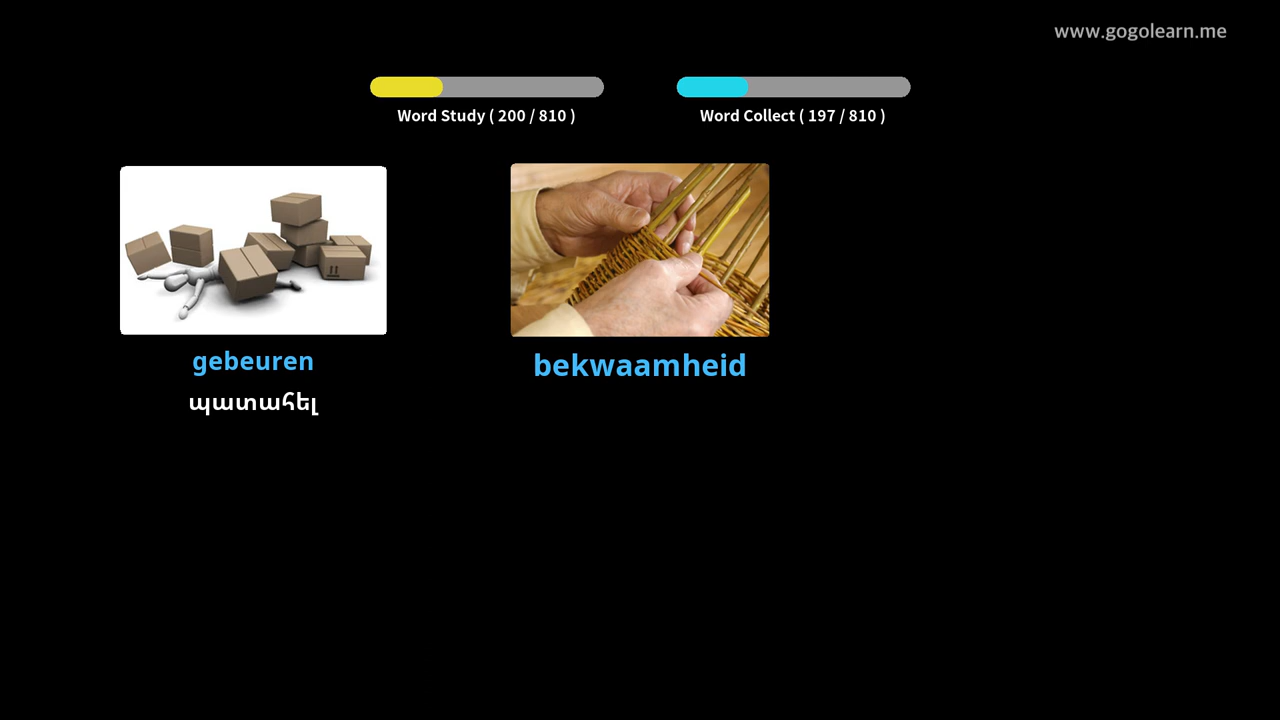 www.gogolearn.me
Word Study ( 200 / 810 )
Word Collect ( 197 / 810 )
gebeuren
պատահել
bekwaamheid